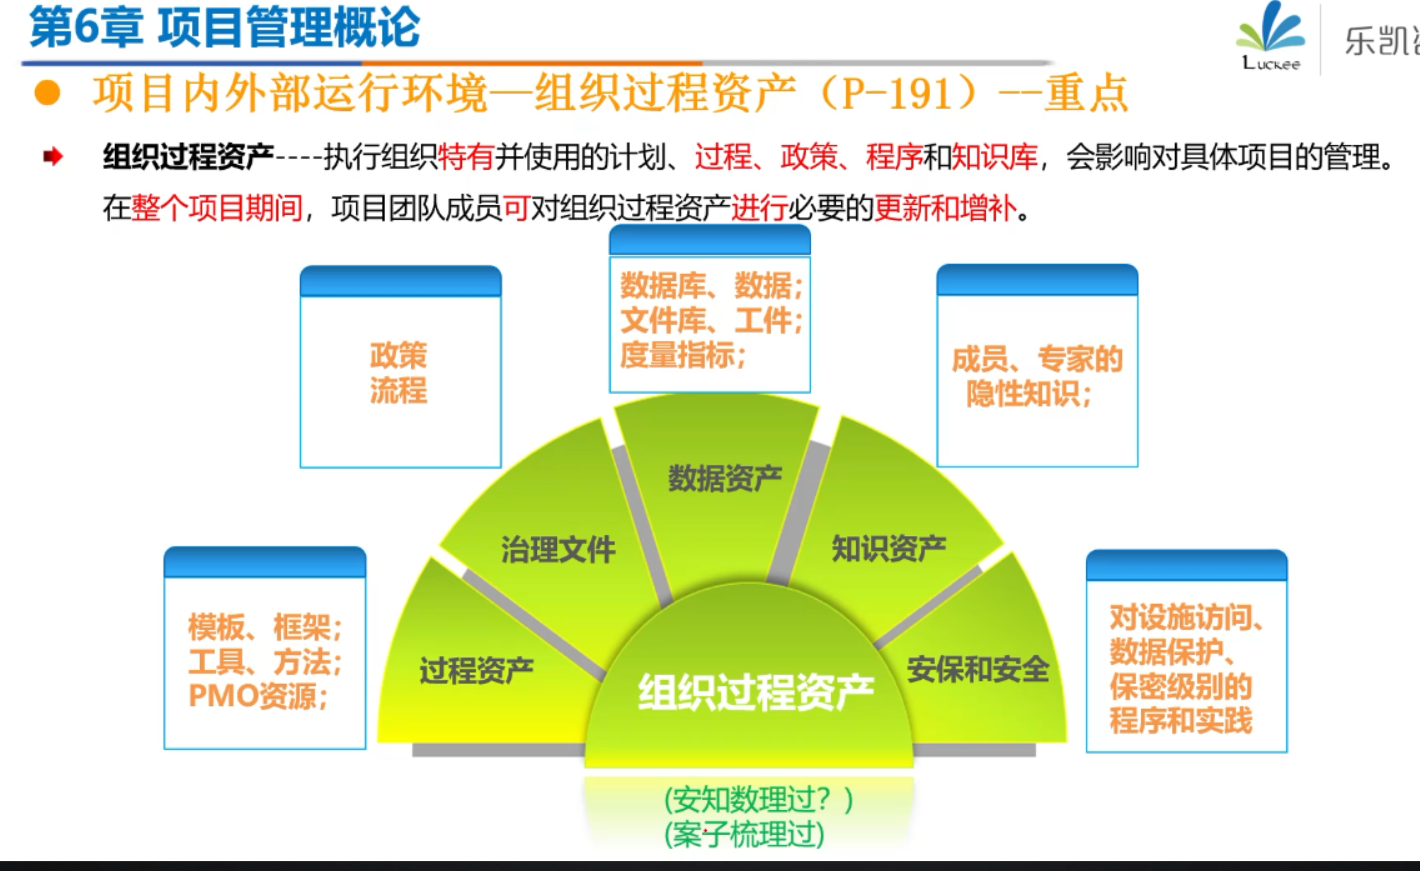 第6章 项目管理概论
Luckee
乐凯
● 项目内外部运行环境—组织过程资产（P-191）--重点
组织过程资产----执行组织特有并使用的计划、过程、政策、程序和知识库，会影响对具体项目的管理。
在整个项目期间，项目团队成员可对组织过程资产进行必要的更新和增补。
数据库、数据；
文件库、工件；
度量指标；
政策
流程
成员、专家的
隐性知识；
数据资产
治理文件
知识资产
模板、框架；
工具、方法；
PMO资源；
过程资产
组织过程资产
安保和安全
对设施访问、
数据保护、
保密级别的
程序和实践
(安知数理过？)
(案子梳理过)